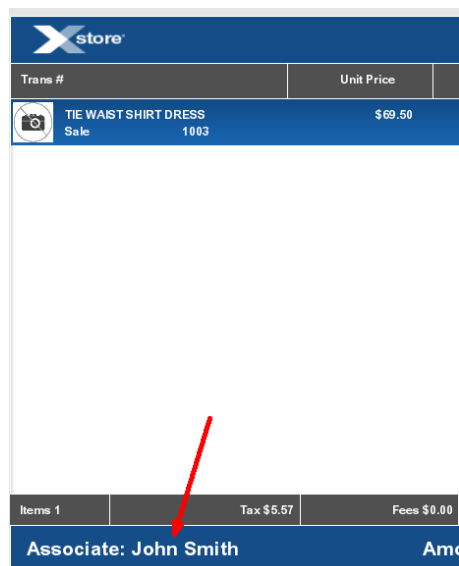 Xstore
Trans # Unit Price
TIE WAIST SHIRT DRESS $69.50
Sale 1003
Items 1 Tax $5.57 Fees $0.00
Associate: John Smith Amo